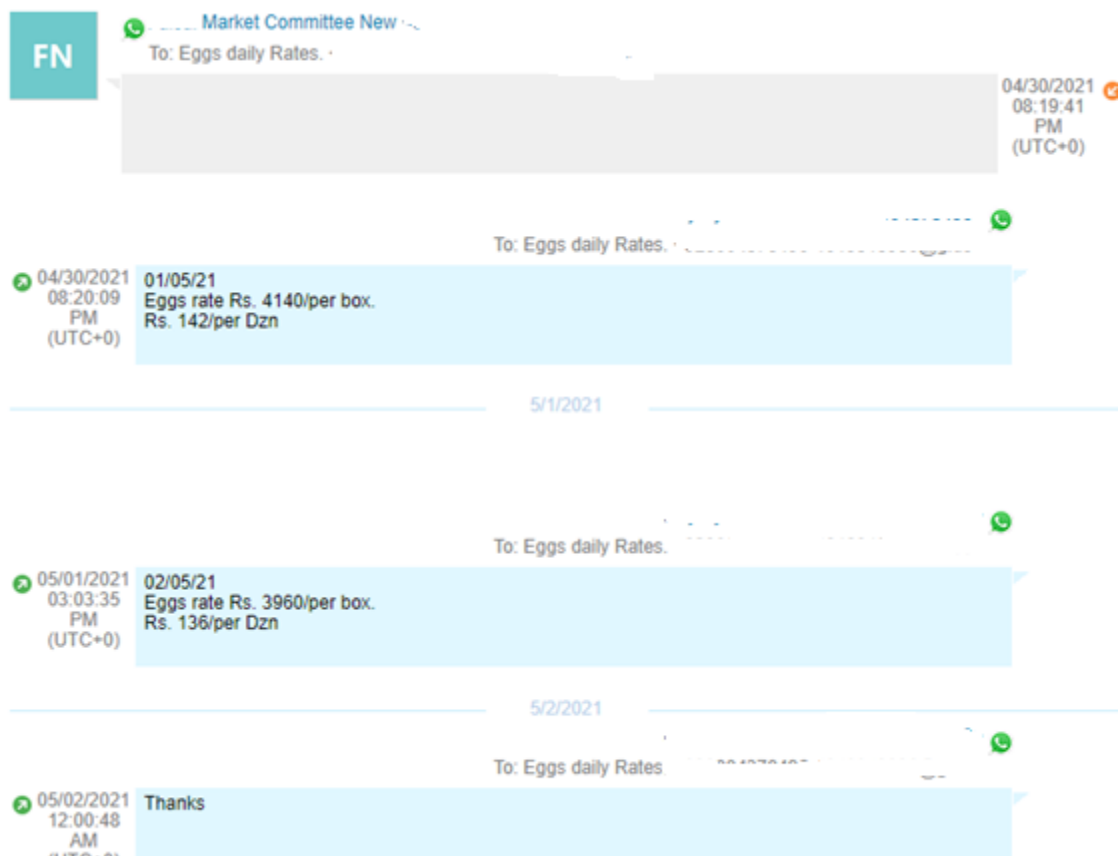 FN
Market Committee New
To: Eggs daily Rates.
04/30/2021
08:19:41
PM
(UTC+0)
To: Eggs daily Rates.
04/30/2021
08:20:09
PM
(UTC+0)
01/05/21
Eggs rate Rs. 4140/per box.
Rs. 142/per Dzn
5/1/2021
To: Eggs daily Rates.
05/01/2021
03:03:35
PM
(UTC+0)
02/05/21
Eggs rate Rs. 3960/per box.
Rs. 136/per Dzn
5/2/2021
To: Eggs daily Rates
05/02/2021
12:00:48
AM
Thanks